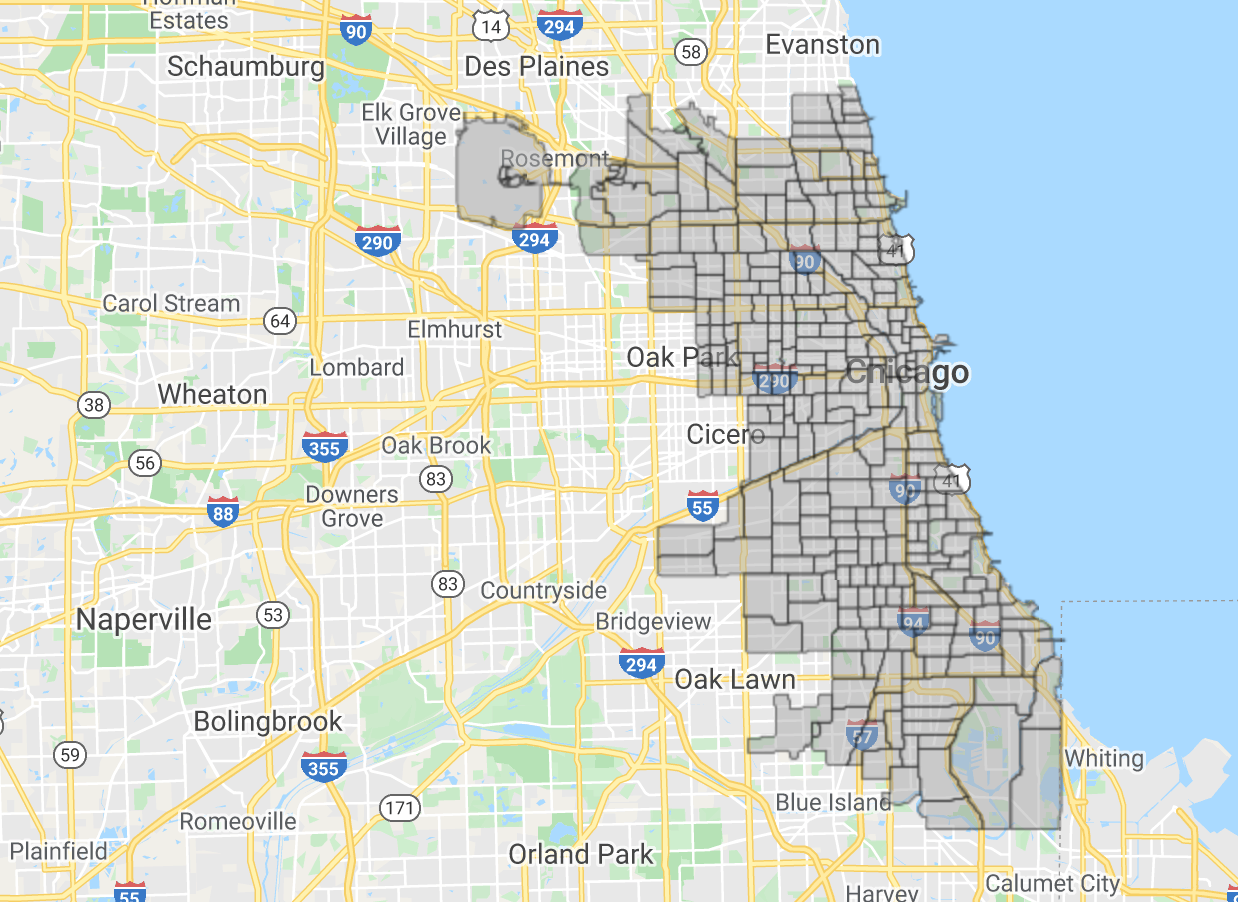 Hoffman
Estates
90
14
294
58
Evanston
Schaumburg
Des Plaines
Elk Grove
Village
Rosemont
290
294
90
41
Carol Stream
64
Elmhurst
Lombard
Oak Park
290
Chicago
Wheaton
38
Cicero
355
Oak Brook
56
83
90
41
88
Downers
Grove
55
83
Countryside
Naperville
53
Bridgeview
94
90
294
Oak Lawn
Bolingbrook
57
59
355
Whiting
171
Blue Island
Romeoville
Plainfield
Orland Park
55
Harvey
Calumet City